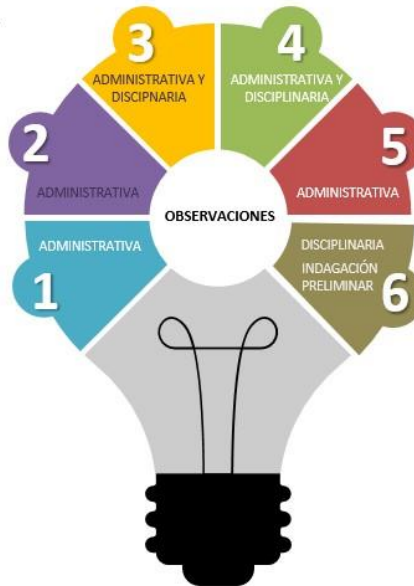 1
ADMINISTRATIVA
2
ADMINISTRATIVA
3
ADMINISTRATIVA Y
DISCIPNARIA
4
ADMINISTRATIVA Y
DISCIPLINARIA
5
ADMINISTRATIVA
DISCIPLINARIA
INDAGACIÓN
PRELIMINAR
6
OBSERVACIONES